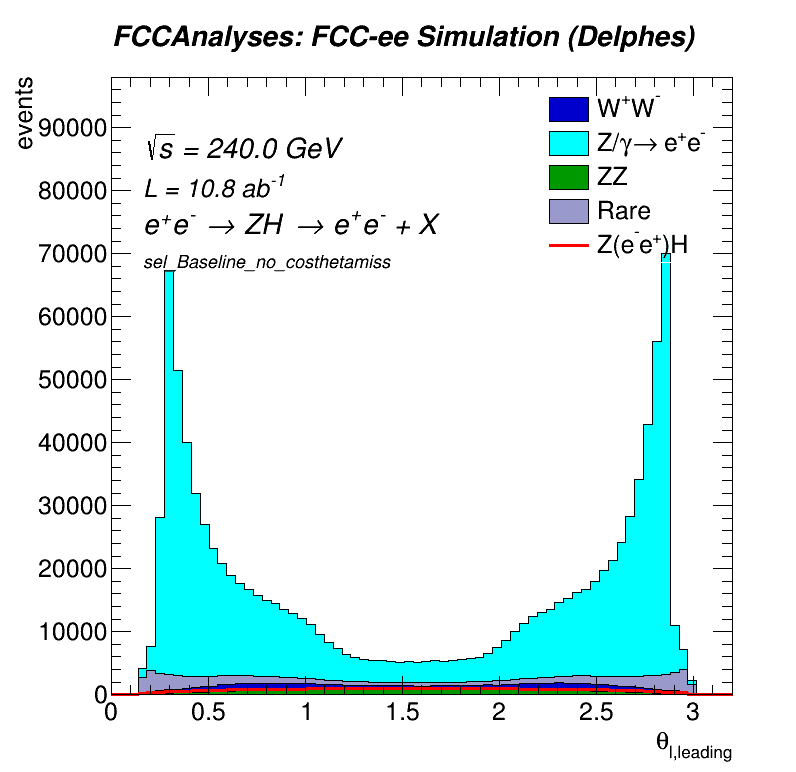 FCCAnalyses: FCC-ee Simulation (Delphes)
events
90000
80000
70000
60000
50000
40000
30000
20000
10000
0
√s = 240.0 GeV
L = 10.8 ab⁻¹
e⁺e⁻ → ZH → e⁺e⁻ + X
sel_Baseline_no_costhetamiss
W⁺W⁻
Z/γ→ e⁺e⁻
ZZ
Rare
Z(e⁻e⁺)H
0 0.5 1 1.5 2 2.5 3
θl,leading